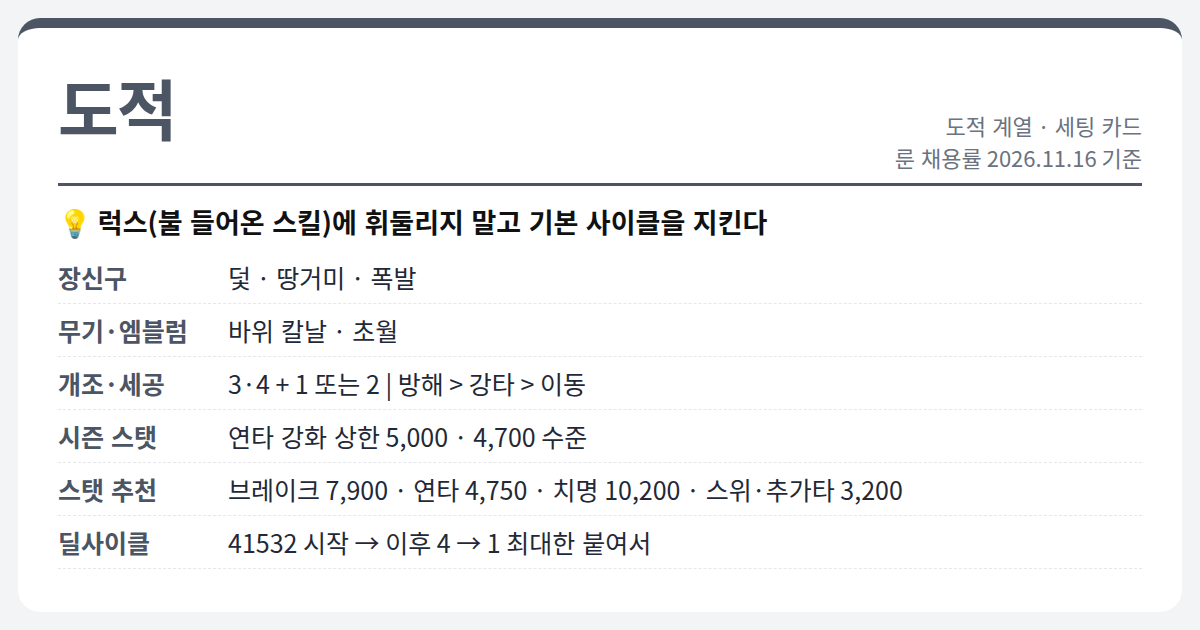 도적
도적 계열 · 세팅 카드
룬 채용률 2026.11.16 기준
💡 럭스(불 들어온 스킬)에 휘둘리지 말고 기본 사이클을 지킨다
장신구 덫 · 땅거미 · 폭발
무기·엠블럼 바위 칼날 · 초월
개조·세공 3·4 + 1 또는 2 | 방해 > 강타 > 이동
시즌 스탯 연타 강화 상한 5,000 · 4,700 수준
스탯 추천 브레이크 7,900 · 연타 4,750 · 치명 10,200 · 스위·추가타 3,200
딜사이클 41532 시작 → 이후 4 → 1 최대한 붙여서